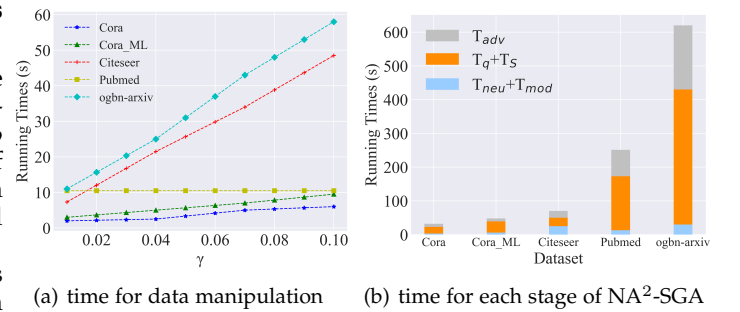 60
50
40
30
20
10
0
Running Times (s)
Cora
Cora_ML
Citeseer
Pubmed
ogbn-arxiv
0.02 0.04 0.06 0.08 0.10
γ
(a) time for data manipulation
600
500
400
300
200
100
0
Running Times (s)
T_adv
T_q+T_S
T_neu+T_mod
Cora Cora_ML Citeseer Pubmed ogbn-arxiv
Dataset
(b) time for each stage of NA²-SGA